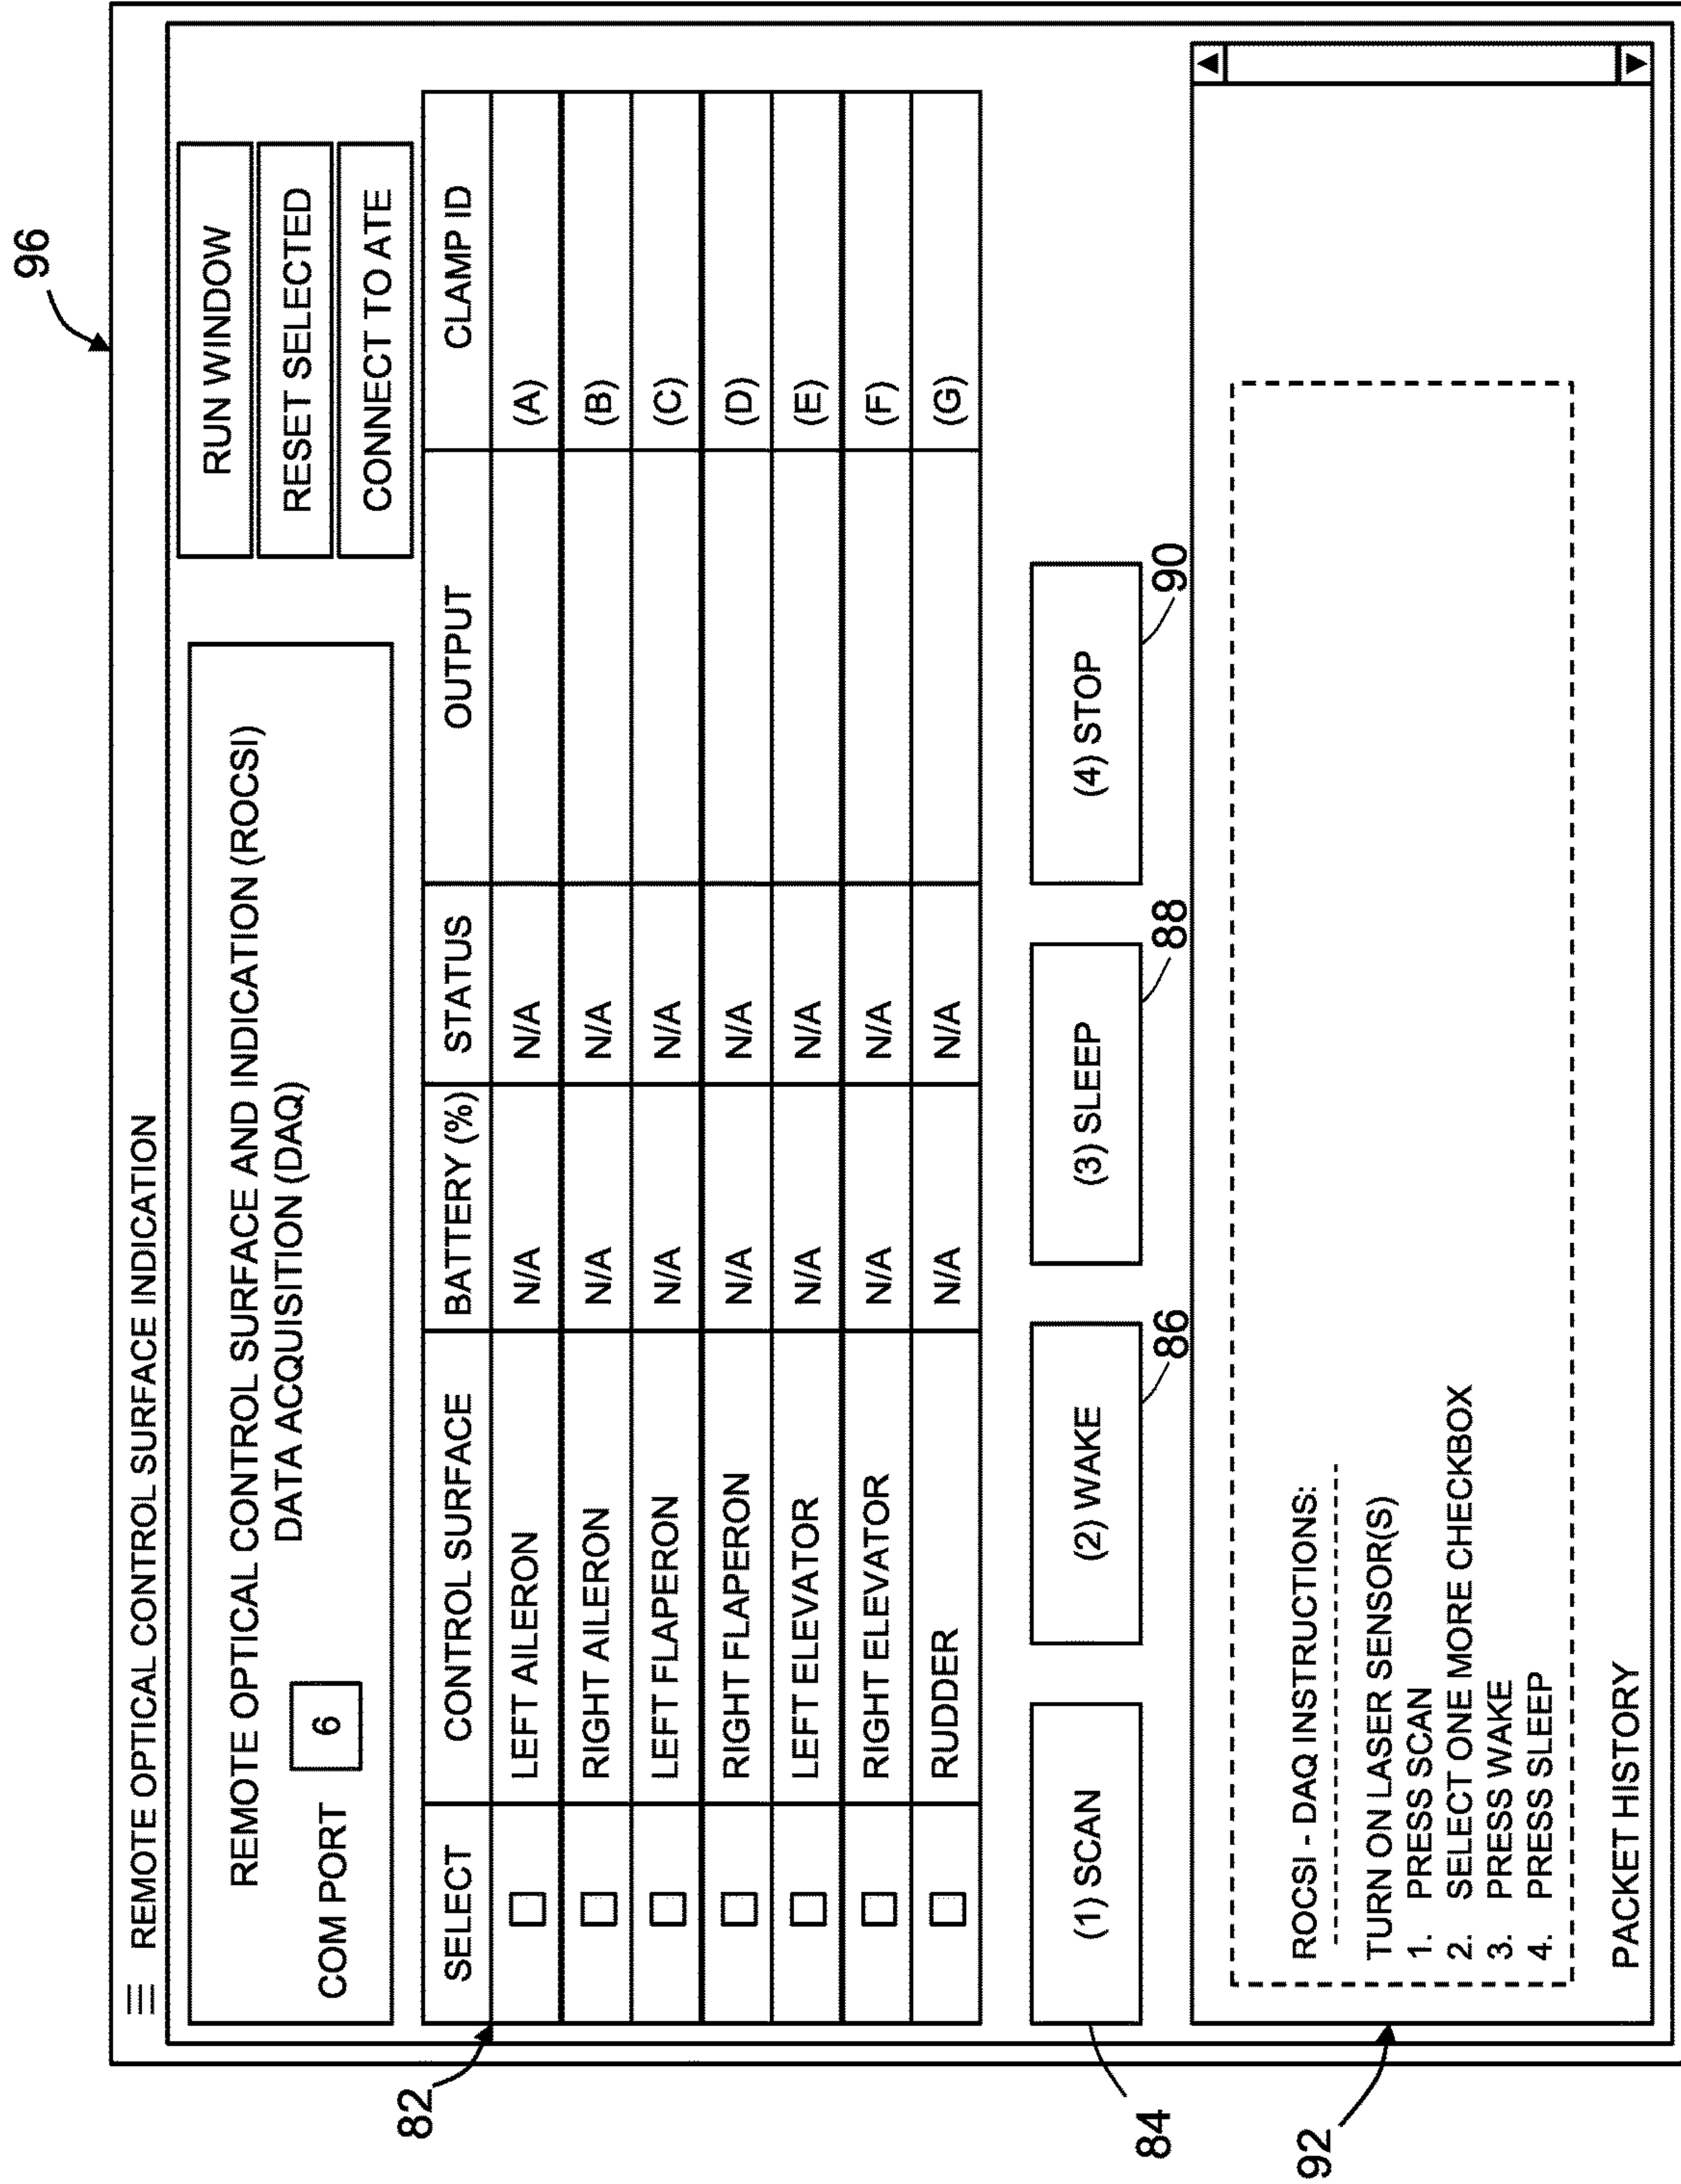 96
REMOTE OPTICAL CONTROL SURFACE INDICATION
REMOTE OPTICAL CONTROL SURFACE AND INDICATION (ROCSI)
DATA ACQUISITION (DAQ)
COM PORT 6
RUN WINDOW
RESET SELECTED
CONNECT TO ATE
82
SELECT CONTROL SURFACE BATTERY (%) STATUS OUTPUT CLAMP ID
LEFT AILERON N/A N/A (A)
RIGHT AILERON N/A N/A (B)
LEFT FLAPERON N/A N/A (C)
RIGHT FLAPERON N/A N/A (D)
LEFT ELEVATOR N/A N/A (E)
RIGHT ELEVATOR N/A N/A (F)
RUDDER N/A N/A (G)
(1) SCAN (2) WAKE (3) SLEEP (4) STOP
84 86 88 90
92
ROCSI - DAQ INSTRUCTIONS:
TURN ON LASER SENSOR(S)
1. PRESS SCAN
2. SELECT ONE MORE CHECKBOX
3. PRESS WAKE
4. PRESS SLEEP
PACKET HISTORY